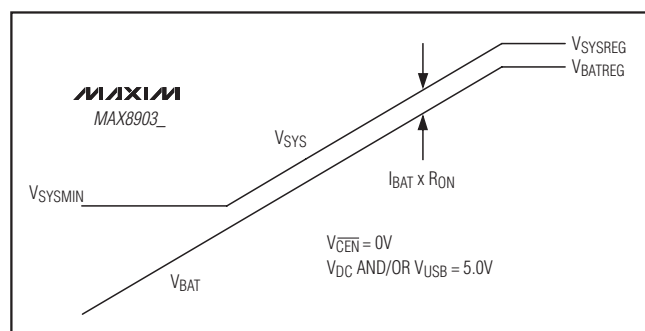 VSYSREG
VBATREG
MAXIM
MAX8903_
VSYS
IBAT x RON
VSYSMIN
VCEN = 0V
VDC AND/OR VUSB = 5.0V
VBAT